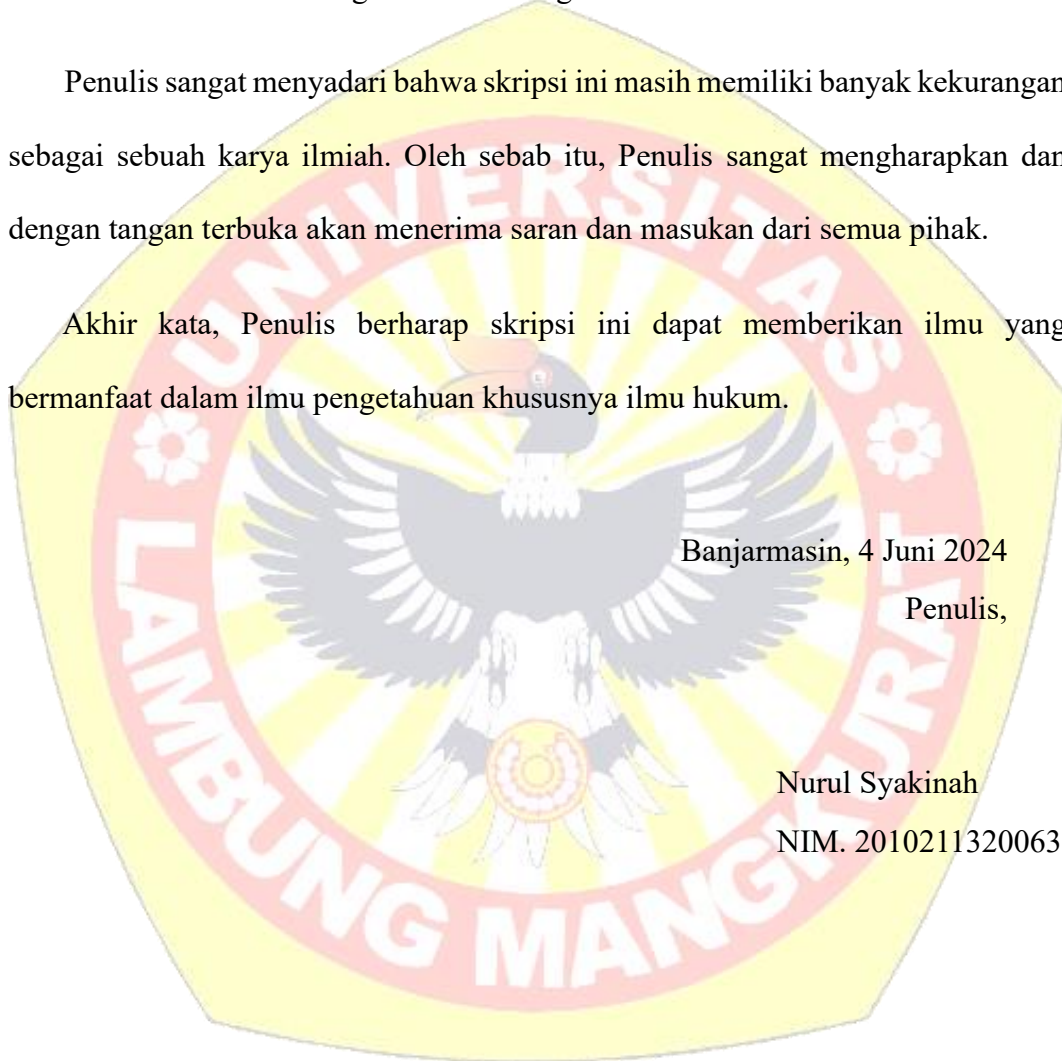 Penulis sangat menyadari bahwa skripsi ini masih memiliki banyak kekurangan
sebagai sebuah karya ilmiah. Oleh sebab itu, Penulis sangat mengharapkan dan
dengan tangan terbuka akan menerima saran dan masukan dari semua pihak.
Akhir kata, Penulis berharap skripsi ini dapat memberikan ilmu yang
bermanfaat dalam ilmu pengetahuan khususnya ilmu hukum.
Banjarmasin, 4 Juni 2024
Penulis,
Nurul Syakinah
NIM. 2010211320063
UNIVERSITAS
LAMBUNG MANGKURAT